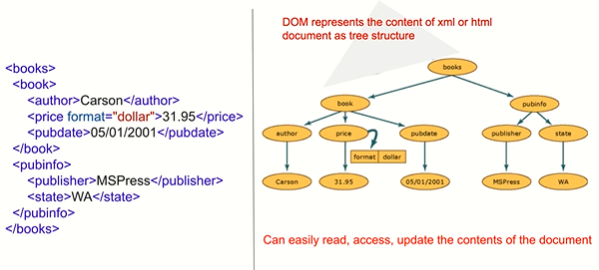 <books>
<book>
<author>Carson</author>
<price format="dollar">31.95</price>
<pubdate>05/01/2001</pubdate>
</book>
<pubinfo>
<publisher>MSPress</publisher>
<state>WA</state>
</pubinfo>
</books>
DOM represents the content of xml or html
document as tree structure
books
book
pubinfo
author
price
pubdate
publisher
state
format
dollar
Carson
31.95
05/01/2001
MSPress
WA
Can easily read, access, update the contents of the document